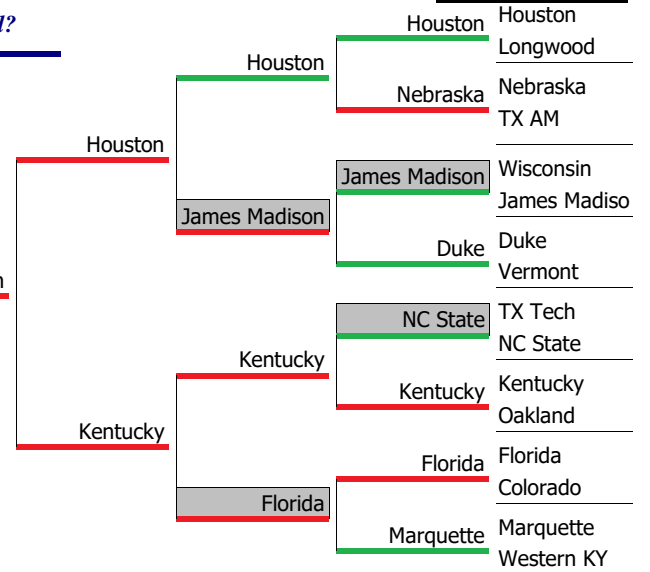 d?
Houston
Longwood
Houston
Nebraska
TX AM
Nebraska
Houston
Wisconsin
James Madiso
James Madison
Duke
Vermont
Duke
James Madison
Houston
TX Tech
NC State
NC State
Kentucky
Oakland
Kentucky
Kentucky
Florida
Colorado
Florida
Marquette
Western KY
Marquette
Florida
Kentucky
n